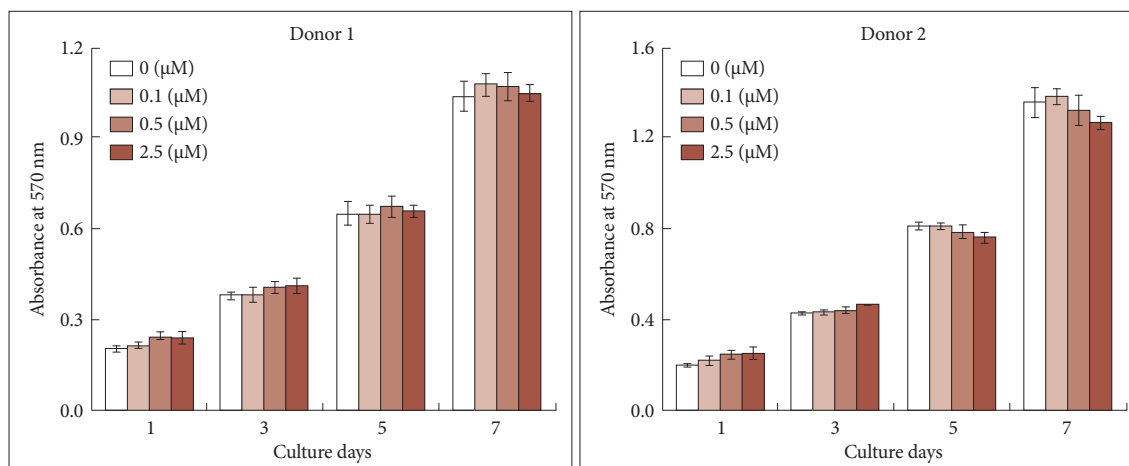 Donor 1
1.2
0.9
0.6
0.3
0.0
Absorbance at 570 nm
0 (μM)
0.1 (μM)
0.5 (μM)
2.5 (μM)
1 3 5 7
Culture days
Donor 2
1.6
1.2
0.8
0.4
0.0
Absorbance at 570 nm
0 (μM)
0.1 (μM)
0.5 (μM)
2.5 (μM)
1 3 5 7
Culture days